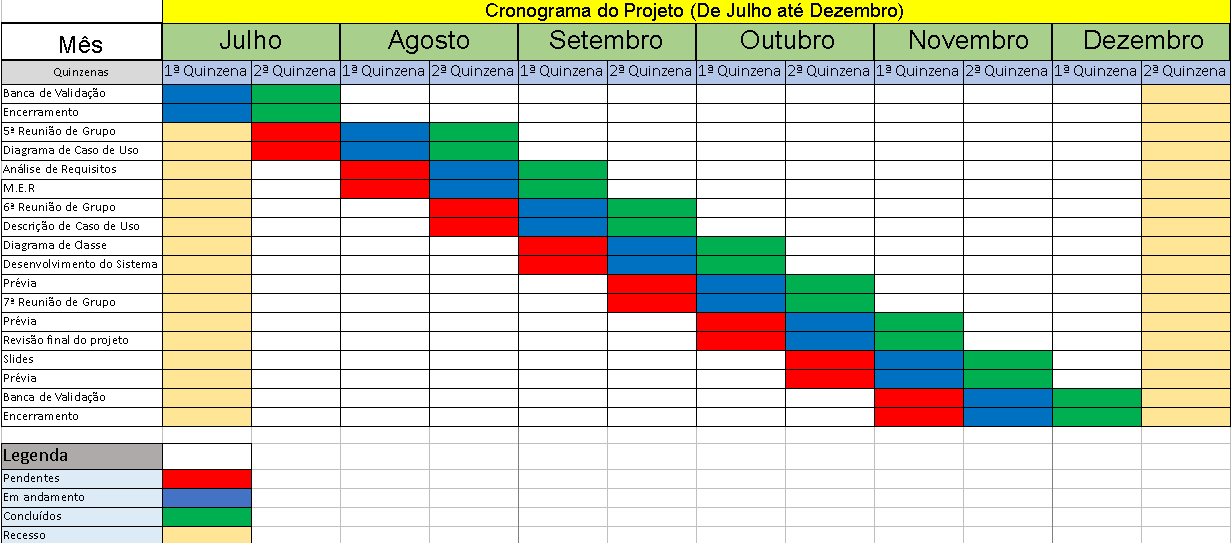 Cronograma do Projeto (De Julho até Dezembro)
Mês Julho Agosto Setembro Outubro Novembro Dezembro
Quinzenas 1ª Quinzena 2ª Quinzena 1ª Quinzena 2ª Quinzena 1ª Quinzena 2ª Quinzena 1ª Quinzena 2ª Quinzena 1ª Quinzena 2ª Quinzena 1ª Quinzena 2ª Quinzena
Banca de Validação
Encerramento
5ª Reunião de Grupo
Diagrama de Caso de Uso
Análise de Requisitos
M.E.R
6ª Reunião de Grupo
Descrição de Caso de Uso
Diagrama de Classe
Desenvolvimento do Sistema
Prévia
7ª Reunião de Grupo
Prévia
Revisão final do projeto
Slides
Prévia
Banca de Validação
Encerramento
Legenda
Pendentes
Em andamento
Concluídos
Recesso